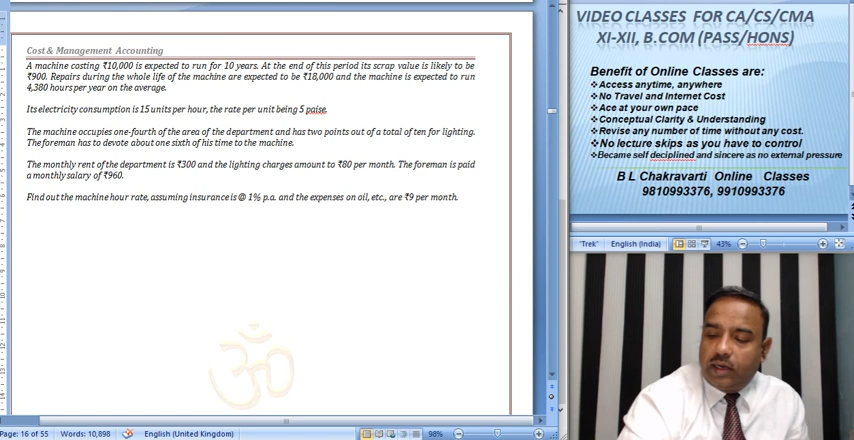 Cost & Management Accounting
A machine costing ₹10,000 is expected to run for 10 years. At the end of this period its scrap value is likely to be
₹900. Repairs during the whole life of the machine are expected to be ₹18,000 and the machine is expected to run
4,380 hours per year on the average.
Its electricity consumption is 15 units per hour, the rate per unit being 5 paise.
The machine occupies one-fourth of the area of the department and has two points out of a total of ten for lighting.
The foreman has to devote about one sixth of his time to the machine.
The monthly rent of the department is ₹300 and the lighting charges amount to ₹80 per month. The foreman is paid
a monthly salary of ₹960.
Find out the machine hour rate, assuming insurance is @ 1% p.a. and the expenses on oil, etc., are ₹9 per month.
ॐ
Page: 16 of 55 Words: 10,898 English (United Kingdom) 98%
VIDEO CLASSES FOR CA/CS/CMA
XI-XII, B.COM (PASS/HONS)
Benefit of Online Classes are:
❖Access anytime, anywhere
❖No Travel and Internet Cost
❖Ace at your own pace
❖Conceptual Clarity & Understanding
❖Revise any number of time without any cost.
❖No lecture skips as you have to control
❖Became self deciplined and sincere as no external pressure
B L Chakravarti Online Classes
9810993376, 9910993376
"Trek" English (India) 43%